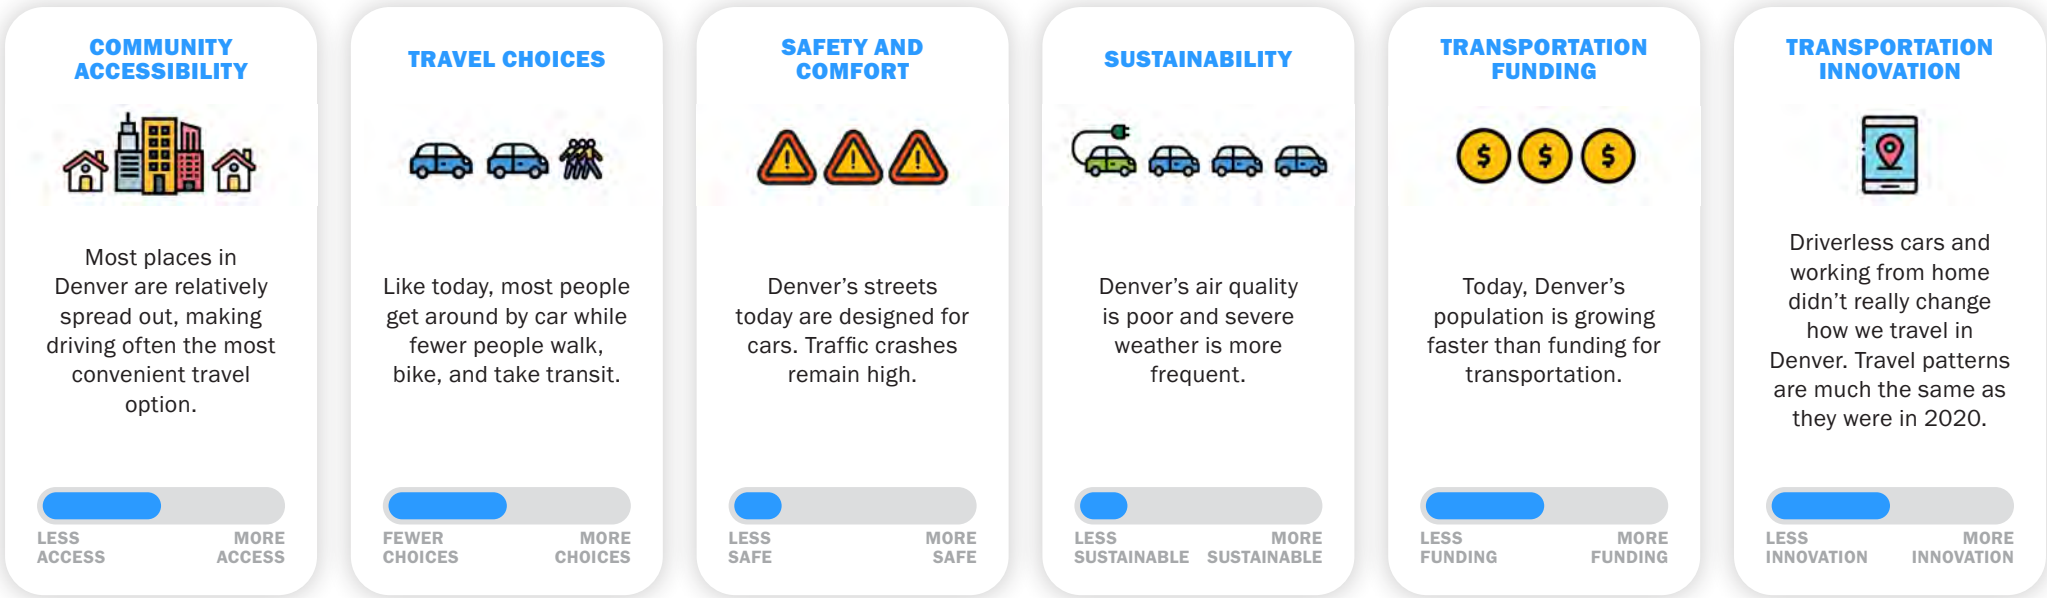 COMMUNITY
ACCESSIBILITY
Most places in
Denver are relatively
spread out, making
driving often the most
convenient travel
option.
LESS
ACCESS
MORE
ACCESS
TRAVEL CHOICES
Like today, most people
get around by car while
fewer people walk,
bike, and take transit.
FEWER
CHOICES
MORE
CHOICES
SAFETY AND
COMFORT
Denver’s streets
today are designed for
cars. Traffic crashes
remain high.
LESS
SAFE
MORE
SAFE
SUSTAINABILITY
Denver’s air quality
is poor and severe
weather is more
frequent.
LESS
SUSTAINABLE
MORE
SUSTAINABLE
TRANSPORTATION
FUNDING
$ $ $
Today, Denver’s
population is growing
faster than funding for
transportation.
LESS
FUNDING
MORE
FUNDING
TRANSPORTATION
INNOVATION
Driverless cars and
working from home
didn’t really change
how we travel in
Denver. Travel patterns
are much the same as
they were in 2020.
LESS
INNOVATION
MORE
INNOVATION